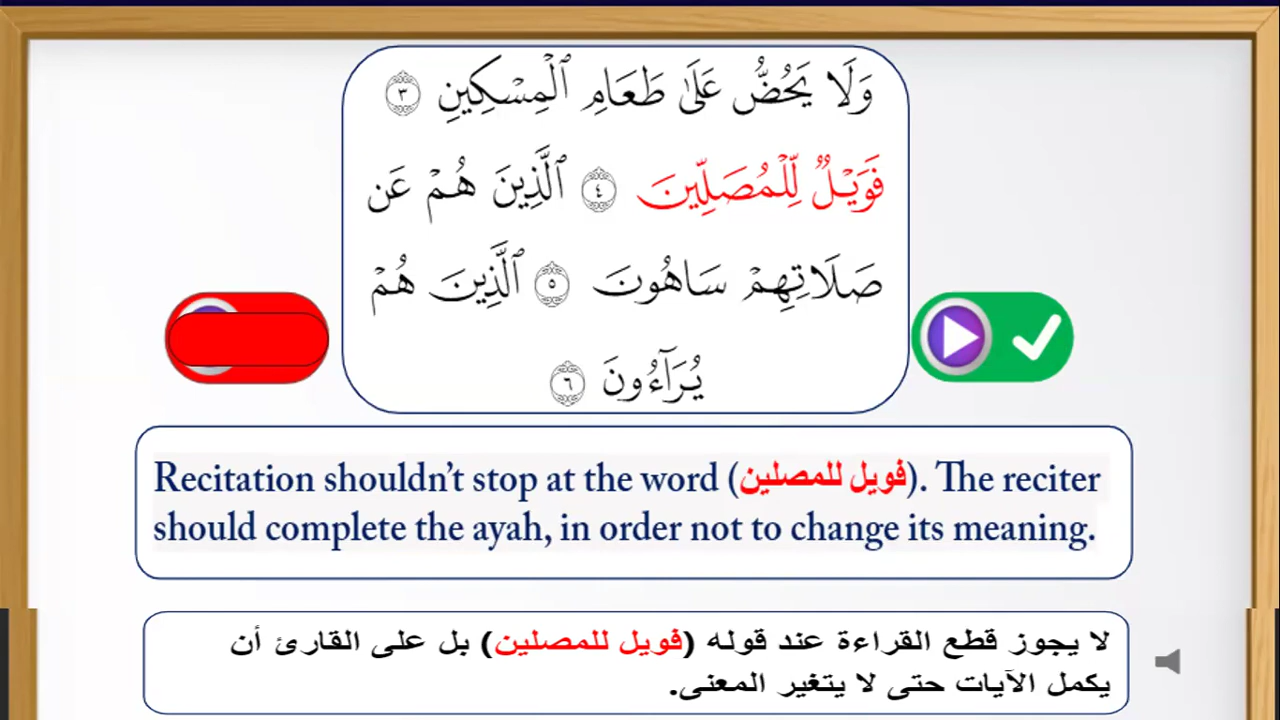 وَلَا يَحُضُّ عَلَىٰ طَعَامِ ٱلْمِسْكِينِ ٣
فَوَيْلٌ لِّلْمُصَلِّينَ ٤ ٱلَّذِينَ هُمْ عَن
صَلَاتِهِمْ سَاهُونَ ٥ ٱلَّذِينَ هُمْ
يُرَآءُونَ ٦
Recitation shouldn't stop at the word (فويل للمصلين). The reciter
should complete the ayah, in order not to change its meaning.
لا يجوز قطع القراءة عند قوله (فويل للمصلين) بل على القارئ أن
يكمل الآيات حتى لا يتغير المعنى.